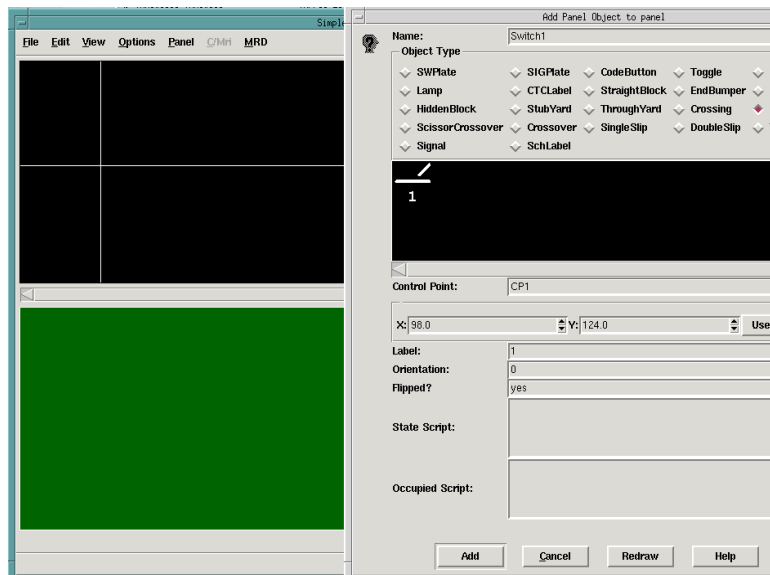 Simple
File Edit View Options Panel C/Mri MRD
Add Panel Object to panel
Name: Switch1
Object Type
SWPlate SIGPlate CodeButton Toggle
Lamp CTCLabel StraightBlock EndBumper
HiddenBlock StubYard ThroughYard Crossing
ScissorCrossover Crossover SingleSlip DoubleSlip
Signal SchLabel
1
Control Point: CP1
X: 98.0 Y: 124.0 Use
Label: 1
Orientation: 0
Flipped? yes
State Script:
Occupied Script:
Add Cancel Redraw Help